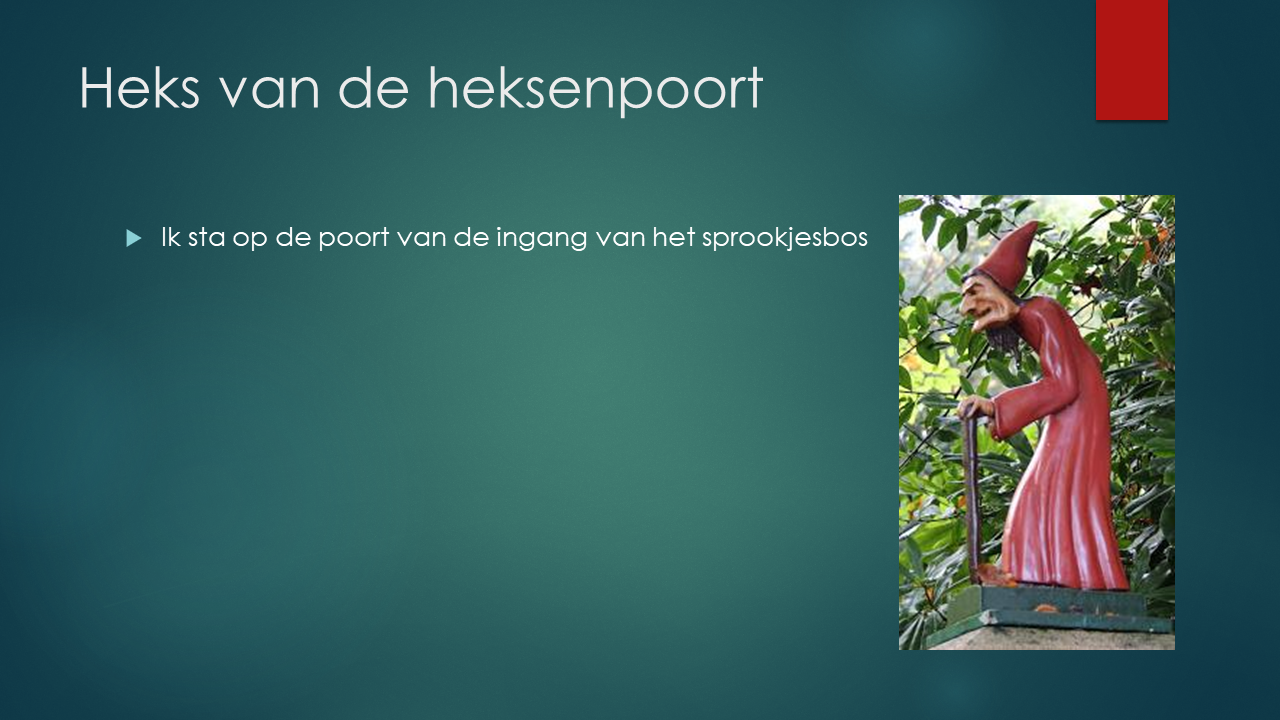 Heks van de heksenpoort
Ik sta op de poort van de ingang van het sprookjesbos